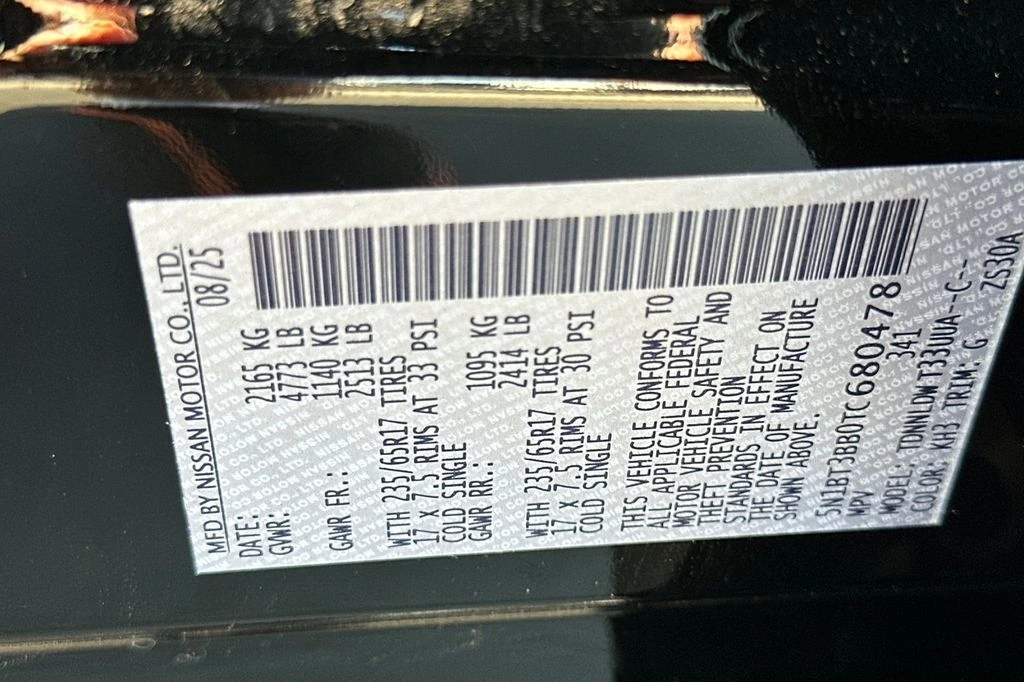 MFD BY NISSAN MOTOR CO., LTD.
DATE: 08/25
GVWR: 2165 KG
4773 LB
GAWR FR.: 1140 KG
2513 LB
WITH 235/65R17 TIRES
17 X 7.5 RIMS AT 33 PSI
COLD SINGLE
GAWR RR.: 1095 KG
2414 LB
WITH 235/65R17 TIRES
17 X 7.5 RIMS AT 30 PSI
COLD SINGLE
THIS VEHICLE CONFORMS TO
ALL APPLICABLE FEDERAL
MOTOR VEHICLE SAFETY AND
THEFT PREVENTION
STANDARDS IN EFFECT ON
THE DATE OF MANUFACTURE
SHOWN ABOVE.
5N1BT3BB0TC680478
MPV 341
MODEL: TDNNLDWT33UUA--C--
COLOR: KH3 TRIM: G ZS30A